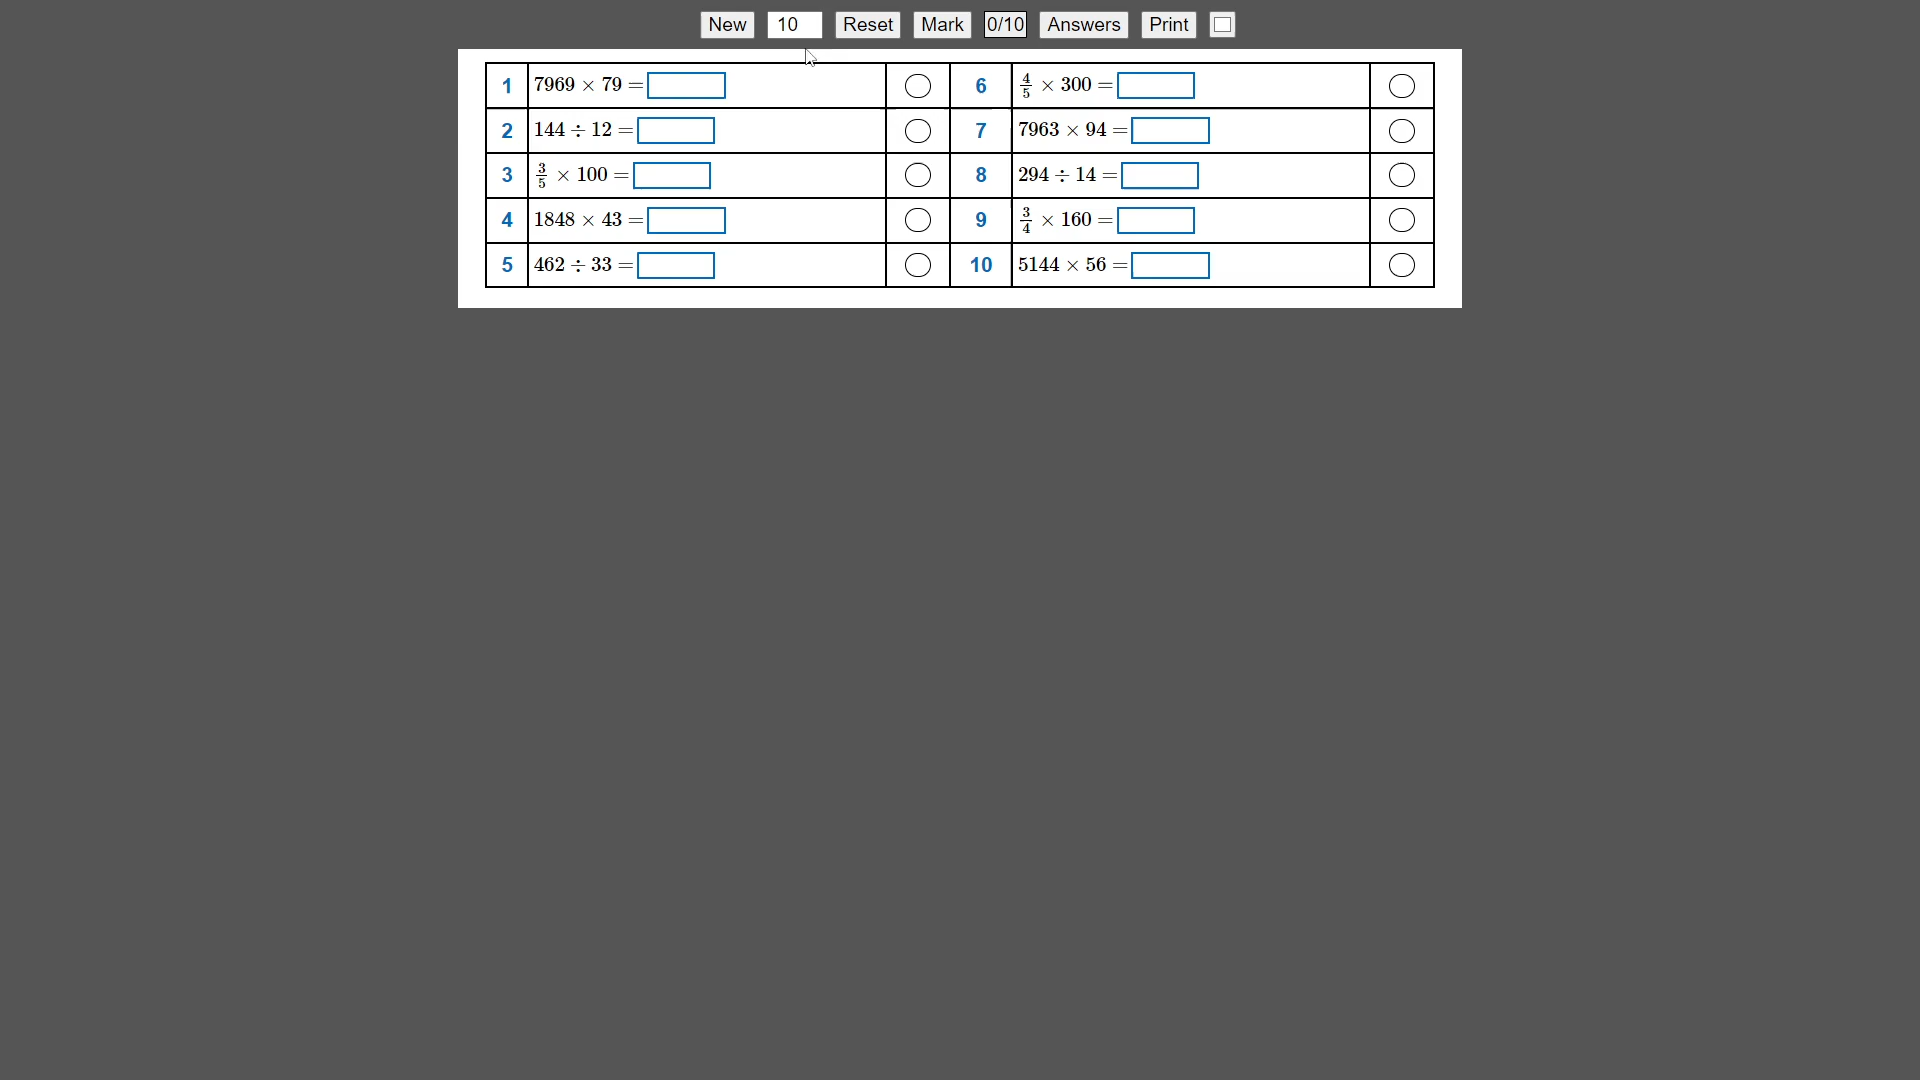 New 10 Reset Mark 0/10 Answers Print
1 7969 × 79 =
2 144 ÷ 12 =
3 3/5 × 100 =
4 1848 × 43 =
5 462 ÷ 33 =
6 4/5 × 300 =
7 7963 × 94 =
8 294 ÷ 14 =
9 3/4 × 160 =
10 5144 × 56 =